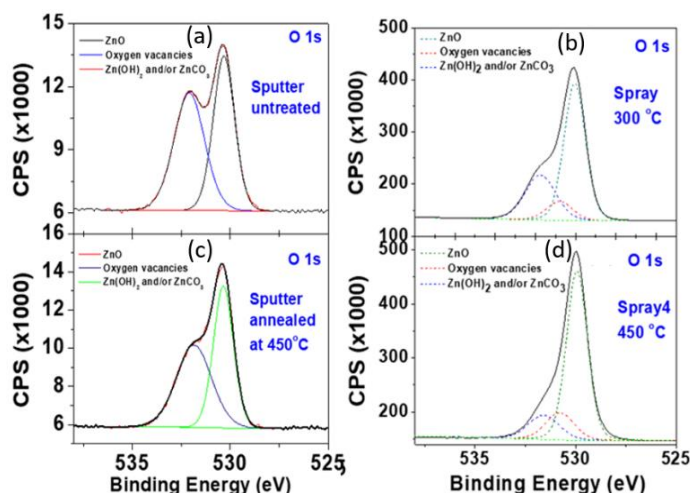 (a)
O 1s
ZnO
Oxygen vacancies
Zn(OH)2 and/or ZnCO3
Sputter
untreated
CPS (x1000)
15
12
9
6
(b)
O 1s
ZnO
Oxygen vacancies
Zn(OH)2 and/or ZnCO3
Spray
300 °C
CPS (x1000)
400
300
200
100
(c)
O 1s
ZnO
Oxygen vacancies
Zn(OH)2 and/or ZnCO
Sputter
annealed
at 450°C
CPS (x1000)
16
14
12
10
8
6
535
530
525,
Binding Energy (eV)
(d)
O 1s
ZnO
Oxygen vacancies
Zn(OH)2 and/or ZnCO3
Spray4
450 °C
CPS (x1000)
500
400
300
200
535
530
525
Binding Energy (eV)